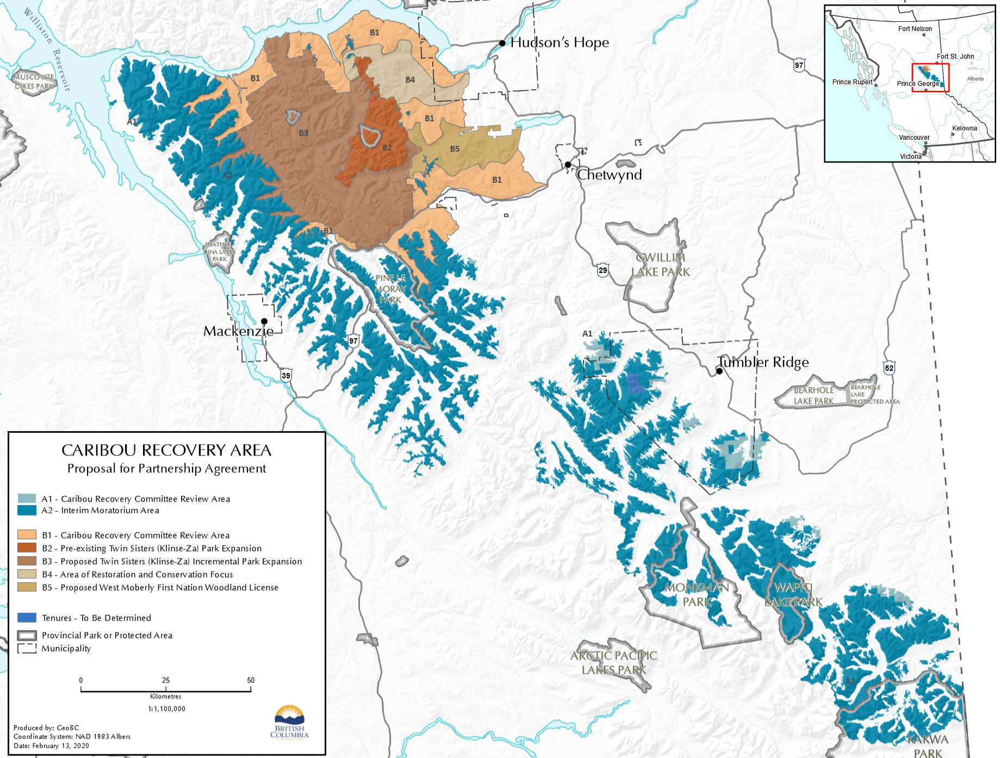 Williston Reservoir
MUSCOVITE
LAKES PARK
B1
Hudson's Hope
97
Fort Nelson
Fort St. John
Prince Rupert
Prince George
Alberta
Kelowna
Vancouver
Victoria
B1
B4
A1
B3
B1
B2
B5
A2
B1
Chetwynd
B1
HEATHER-
DINA LAKES
PARK
GWILLIM
LAKE PARK
29
PINE LE
MORAY
PARK
Mackenzie
97
39
A1
Tumbler Ridge
52
BEARHOLE
LAKE PARK
BEARHOLE
LAKE
PROTECTED AREA
MONKMAN
PARK
WAPITI
LAKE PARK
ARCTIC PACIFIC
LAKES PARK
A2
KAKWA
PARK
CARIBOU RECOVERY AREA
Proposal for Partnership Agreement
A1 - Caribou Recovery Committee Review Area
A2 - Interim Moratorium Area
B1 - Caribou Recovery Committee Review Area
B2 - Pre-existing Twin Sisters (Klinse-Za) Park Expansion
B3 - Proposed Twin Sisters (Klinse-Za) Incremental Park Expansion
B4 - Area of Restoration and Conservation Focus
B5 - Proposed West Moberly First Nation Woodland License
Tenures - To Be Determined
Provincial Park or Protected Area
Municipality
0 25 50
Kilometres
1:1,100,000
Produced by: GeoBC
Coordinate System: NAD 1983 Albers
Date: February 13, 2020
BRITISH
COLUMBIA